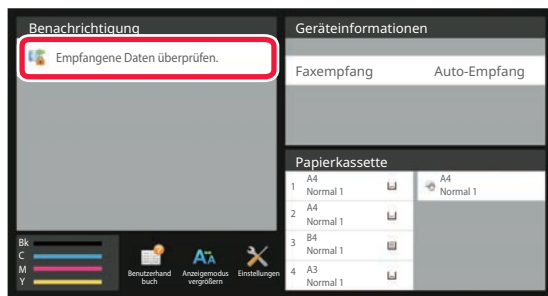 Benachrichtigung
Empfangene Daten überprüfen.
Geräteinformationen
Faxempfang Auto-Empfang
Papierkassette
1 A4
Normal 1
A4
Normal 1
2 A4
Normal 1
3 B4
Normal 1
4 A3
Normal 1
Bk
C
M
Y
Benutzerhand
buch
Anzeigemodus
vergrößern
Einstellungen